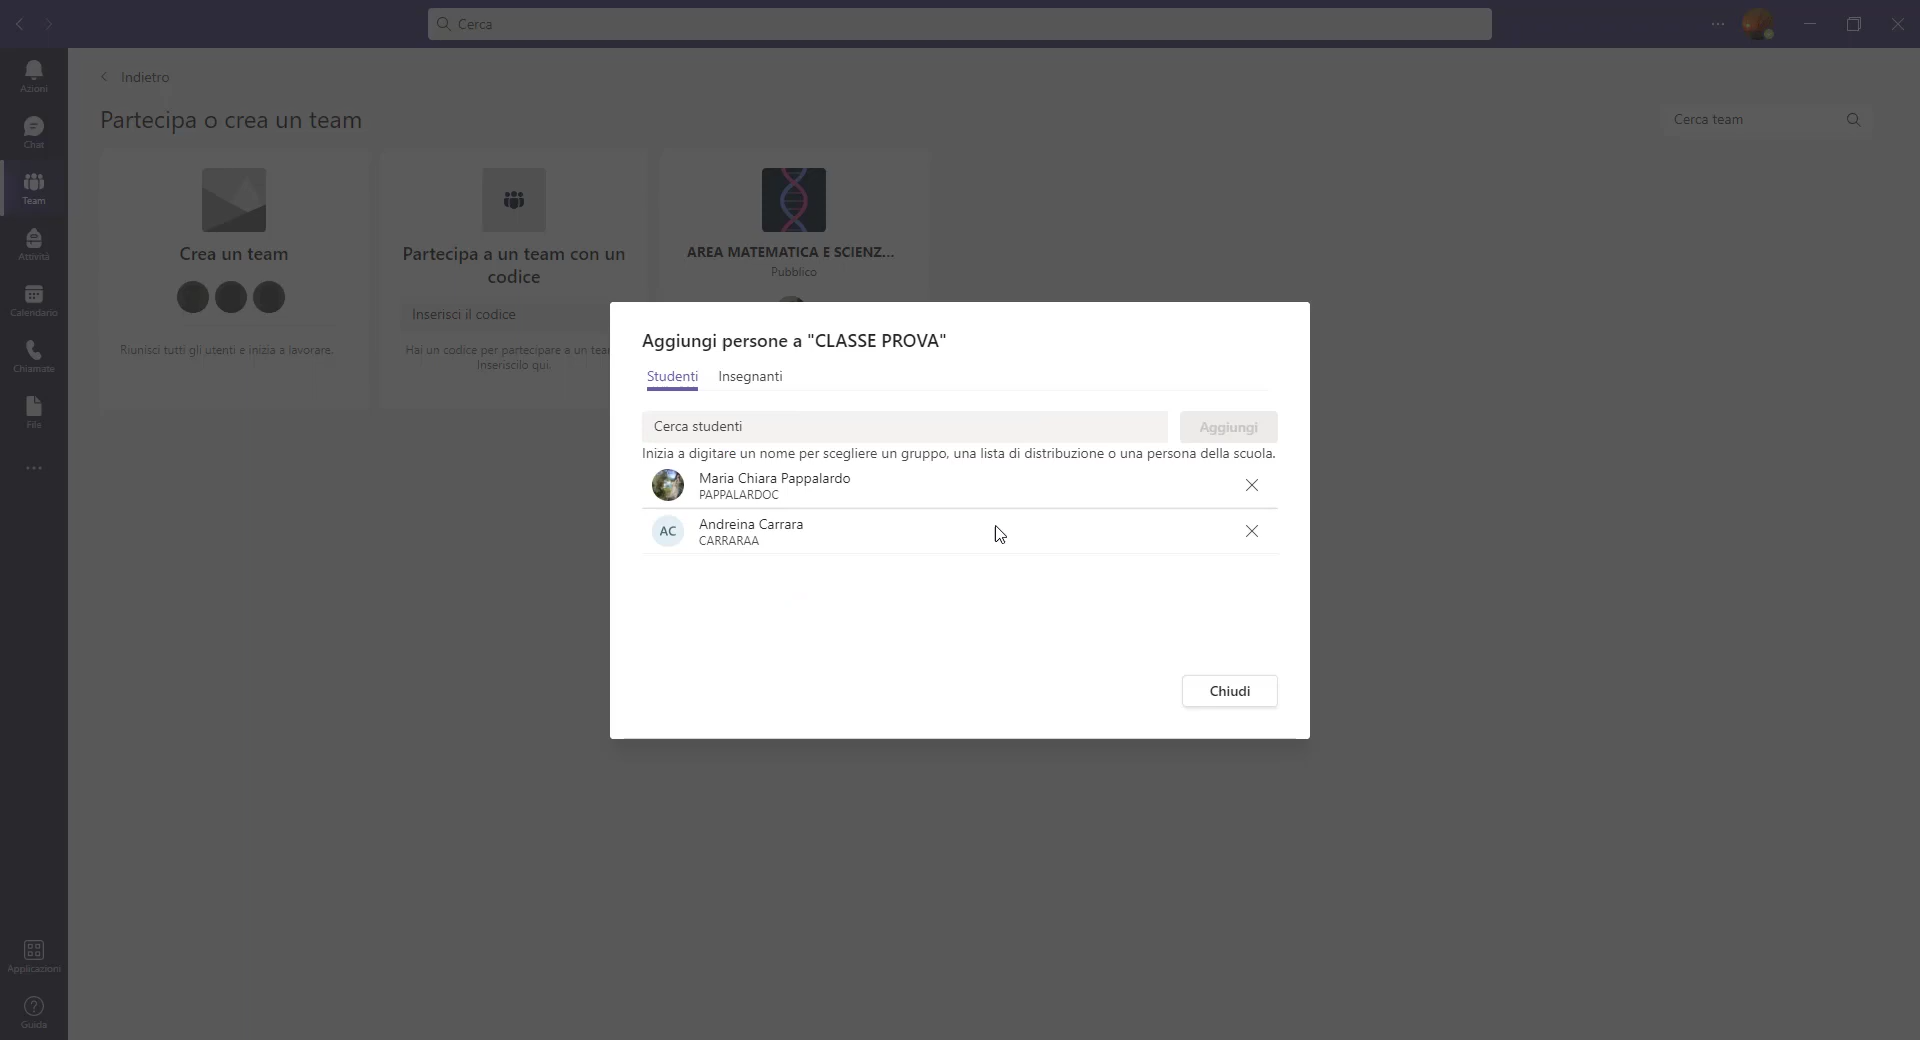 Cerca
Azioni
Chat
Team
Attività
Calendario
Chiamate
File
Applicazioni
Guida
Indietro
Partecipa o crea un team
Cerca team
Crea un team
Riunisci tutti gli utenti e inizia a lavorare.
Partecipa a un team con un
codice
Inserisci il codice
Hai un codice per partecipare a un tea
Inseriscilo qui.
AREA MATEMATICA E SCIENZ...
Pubblico
Aggiungi persone a "CLASSE PROVA"
Studenti Insegnanti
Cerca studenti
Aggiungi
Inizia a digitare un nome per scegliere un gruppo, una lista di distribuzione o una persona della scuola.
Maria Chiara Pappalardo
PAPPALARDOC
AC
Andreina Carrara
CARRARAA
Chiudi